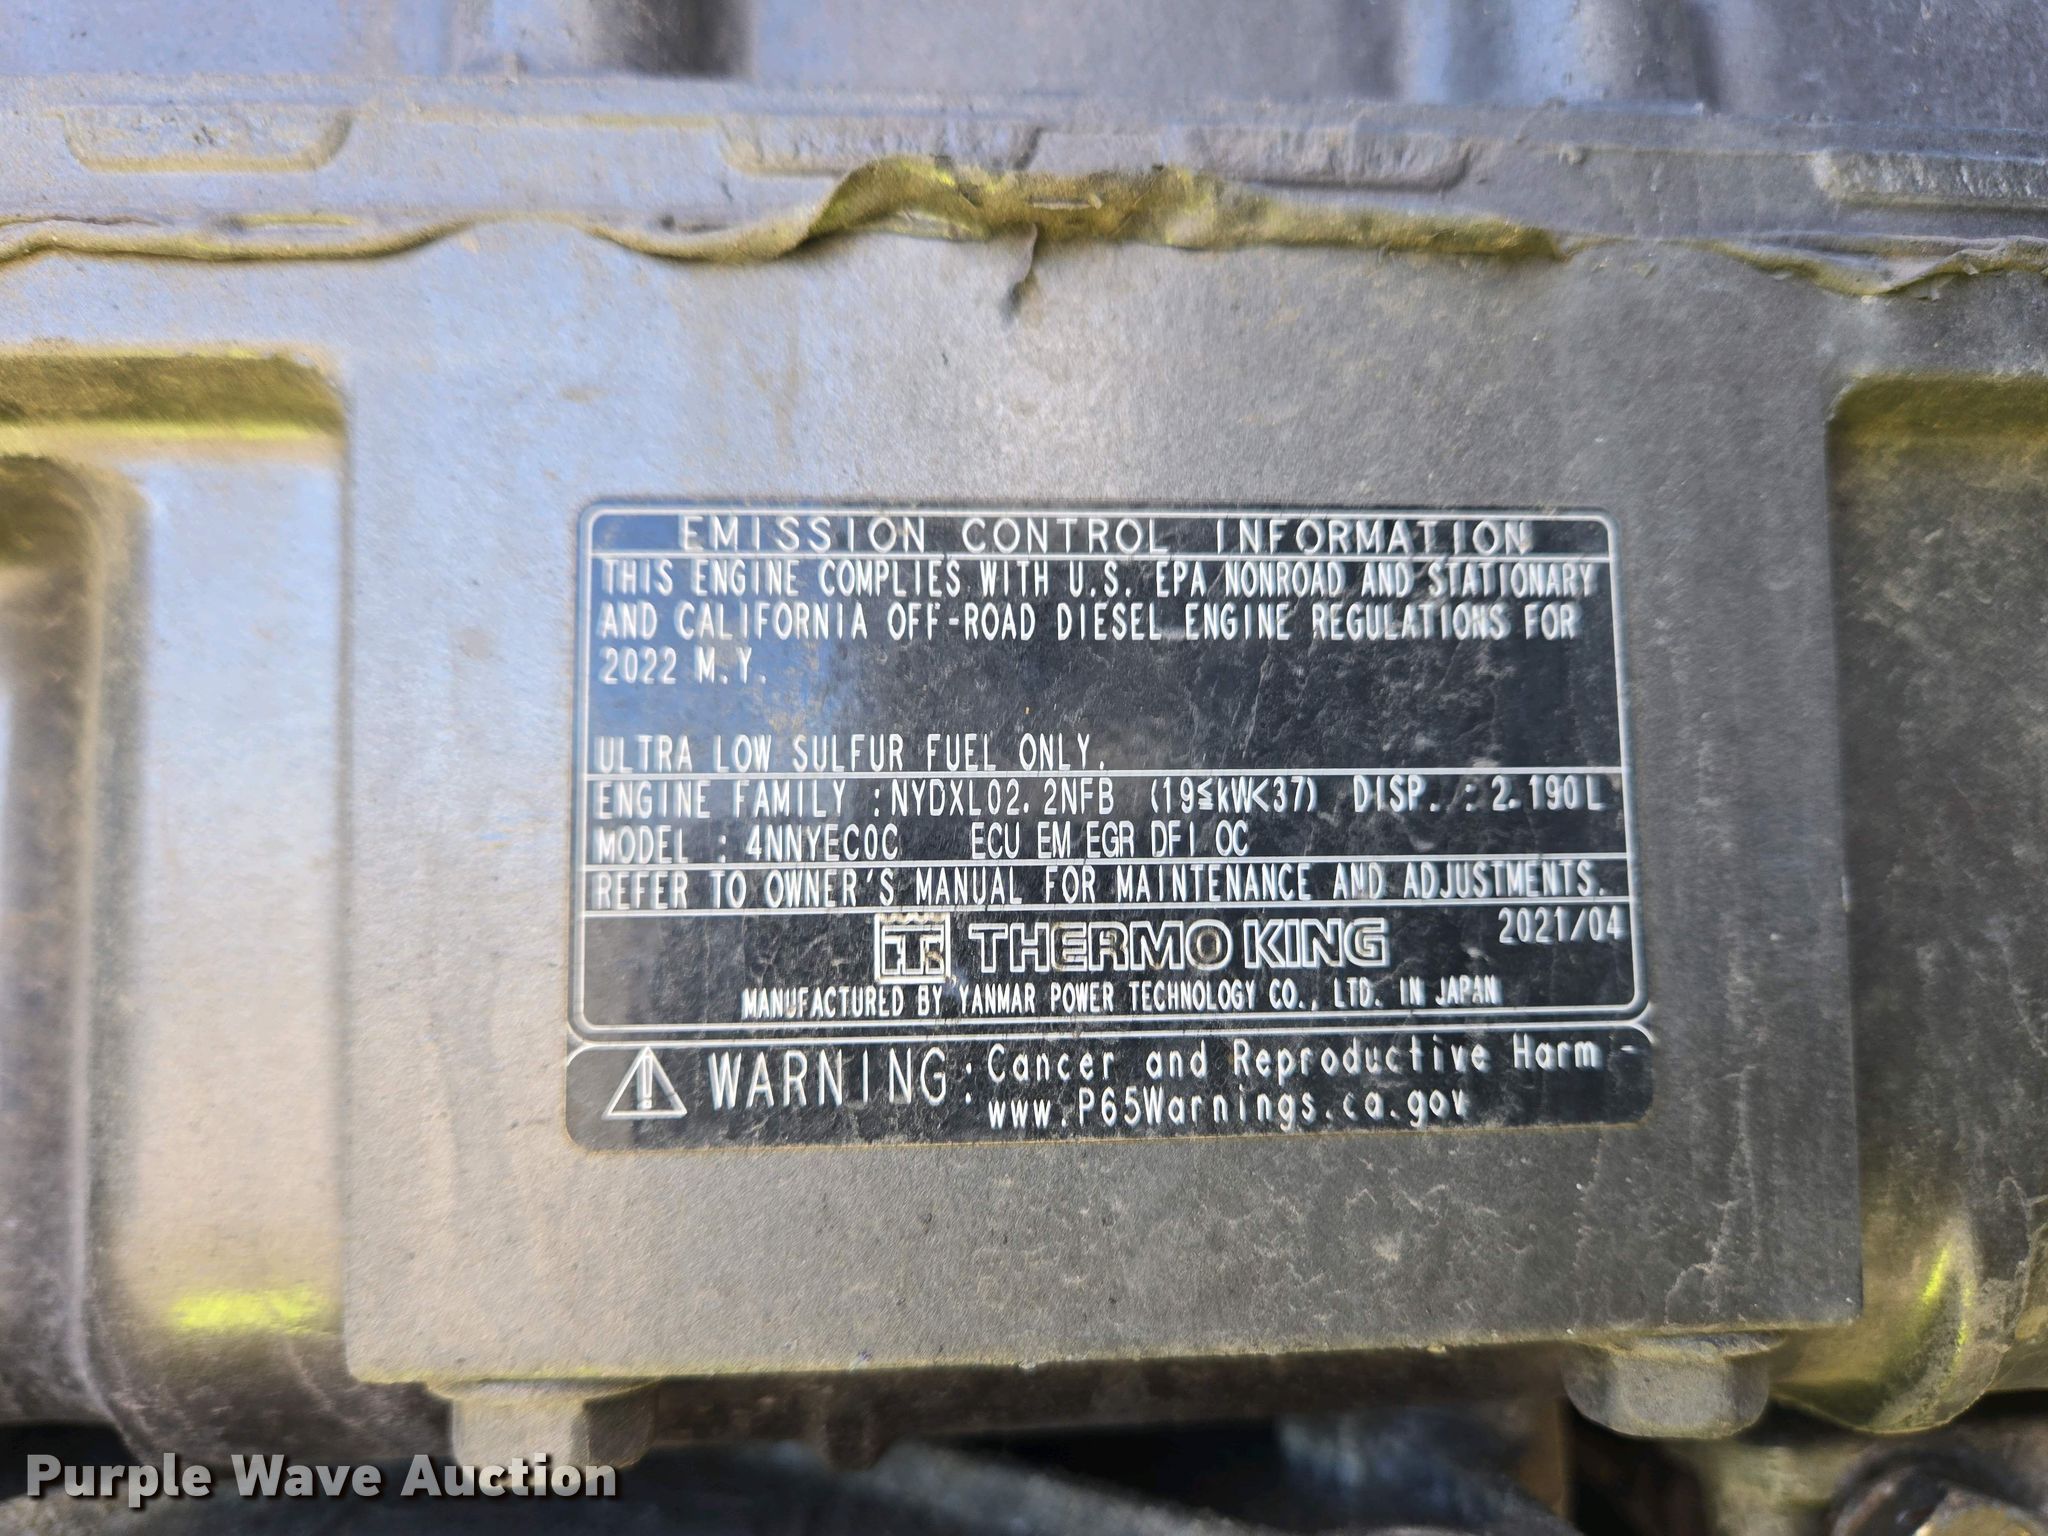 EMISSION CONTROL INFORMATION
THIS ENGINE COMPLIES WITH U.S. EPA NONROAD AND STATIONARY
AND CALIFORNIA OFF-ROAD DIESEL ENGINE REGULATIONS FOR
2022 M.Y.
ULTRA LOW SULFUR FUEL ONLY.
ENGINE FAMILY :NYDXL02.2NFB (19≦kW<37) DISP. :2.190L
MODEL : 4NNYEC0C ECU EM EGR DFI OC
REFER TO OWNER'S MANUAL FOR MAINTENANCE AND ADJUSTMENTS.
THERMO KING 2021/04
MANUFACTURED BY YANMAR POWER TECHNOLOGY CO., LTD. IN JAPAN
WARNING: Cancer and Reproductive Harm -
www.P65Warnings.ca.gov
Purple Wave Auction